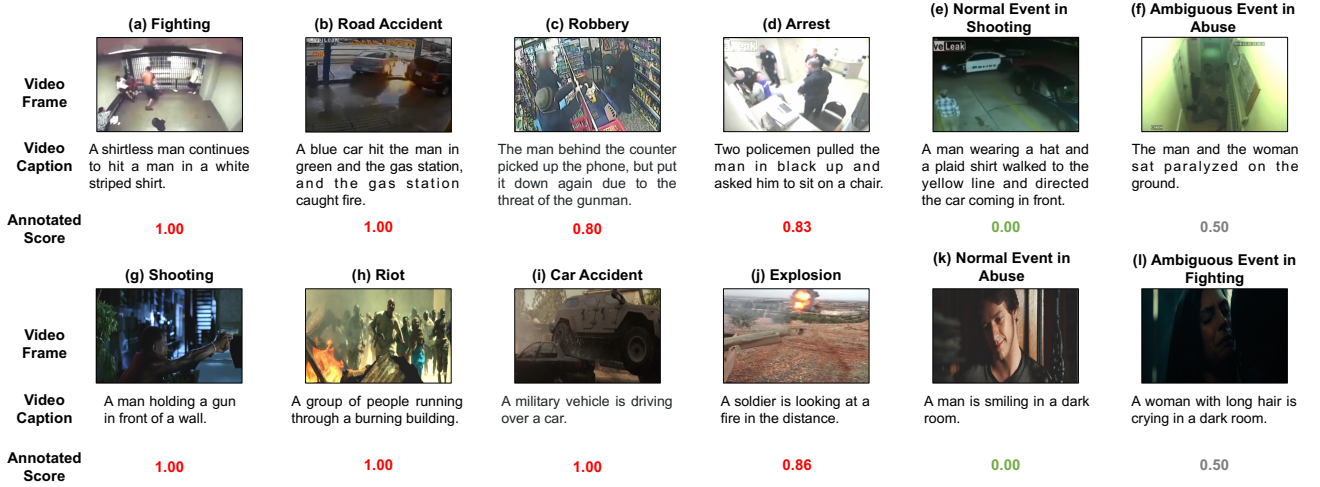 (a) Fighting
(b) Road Accident
(c) Robbery
(d) Arrest
(e) Normal Event in
Shooting
(f) Ambiguous Event in
Abuse
Video
Frame
Leak
POLICE
Video
Caption
A shirtless man continues
to hit a man in a white
striped shirt.
A blue car hit the man in
green and the gas station,
and the gas station
caught fire.
The man behind the counter
picked up the phone, but put
it down again due to the
threat of the gunman.
Two policemen pulled the
man in black up and
asked him to sit on a chair.
A man wearing a hat and
a plaid shirt walked to the
yellow line and directed
the car coming in front.
The man and the woman
sat paralyzed on the
ground.
Annotated
Score
1.00
1.00
0.80
0.83
0.00
0.50
(g) Shooting
(h) Riot
(i) Car Accident
(j) Explosion
(k) Normal Event in
Abuse
(l) Ambiguous Event in
Fighting
Video
Frame
Video
Caption
A man holding a gun
in front of a wall.
A group of people running
through a burning building.
A military vehicle is driving
over a car.
A soldier is looking at a
fire in the distance.
A man is smiling in a dark
room.
A woman with long hair is
crying in a dark room.
Annotated
Score
1.00
1.00
1.00
0.86
0.00
0.50